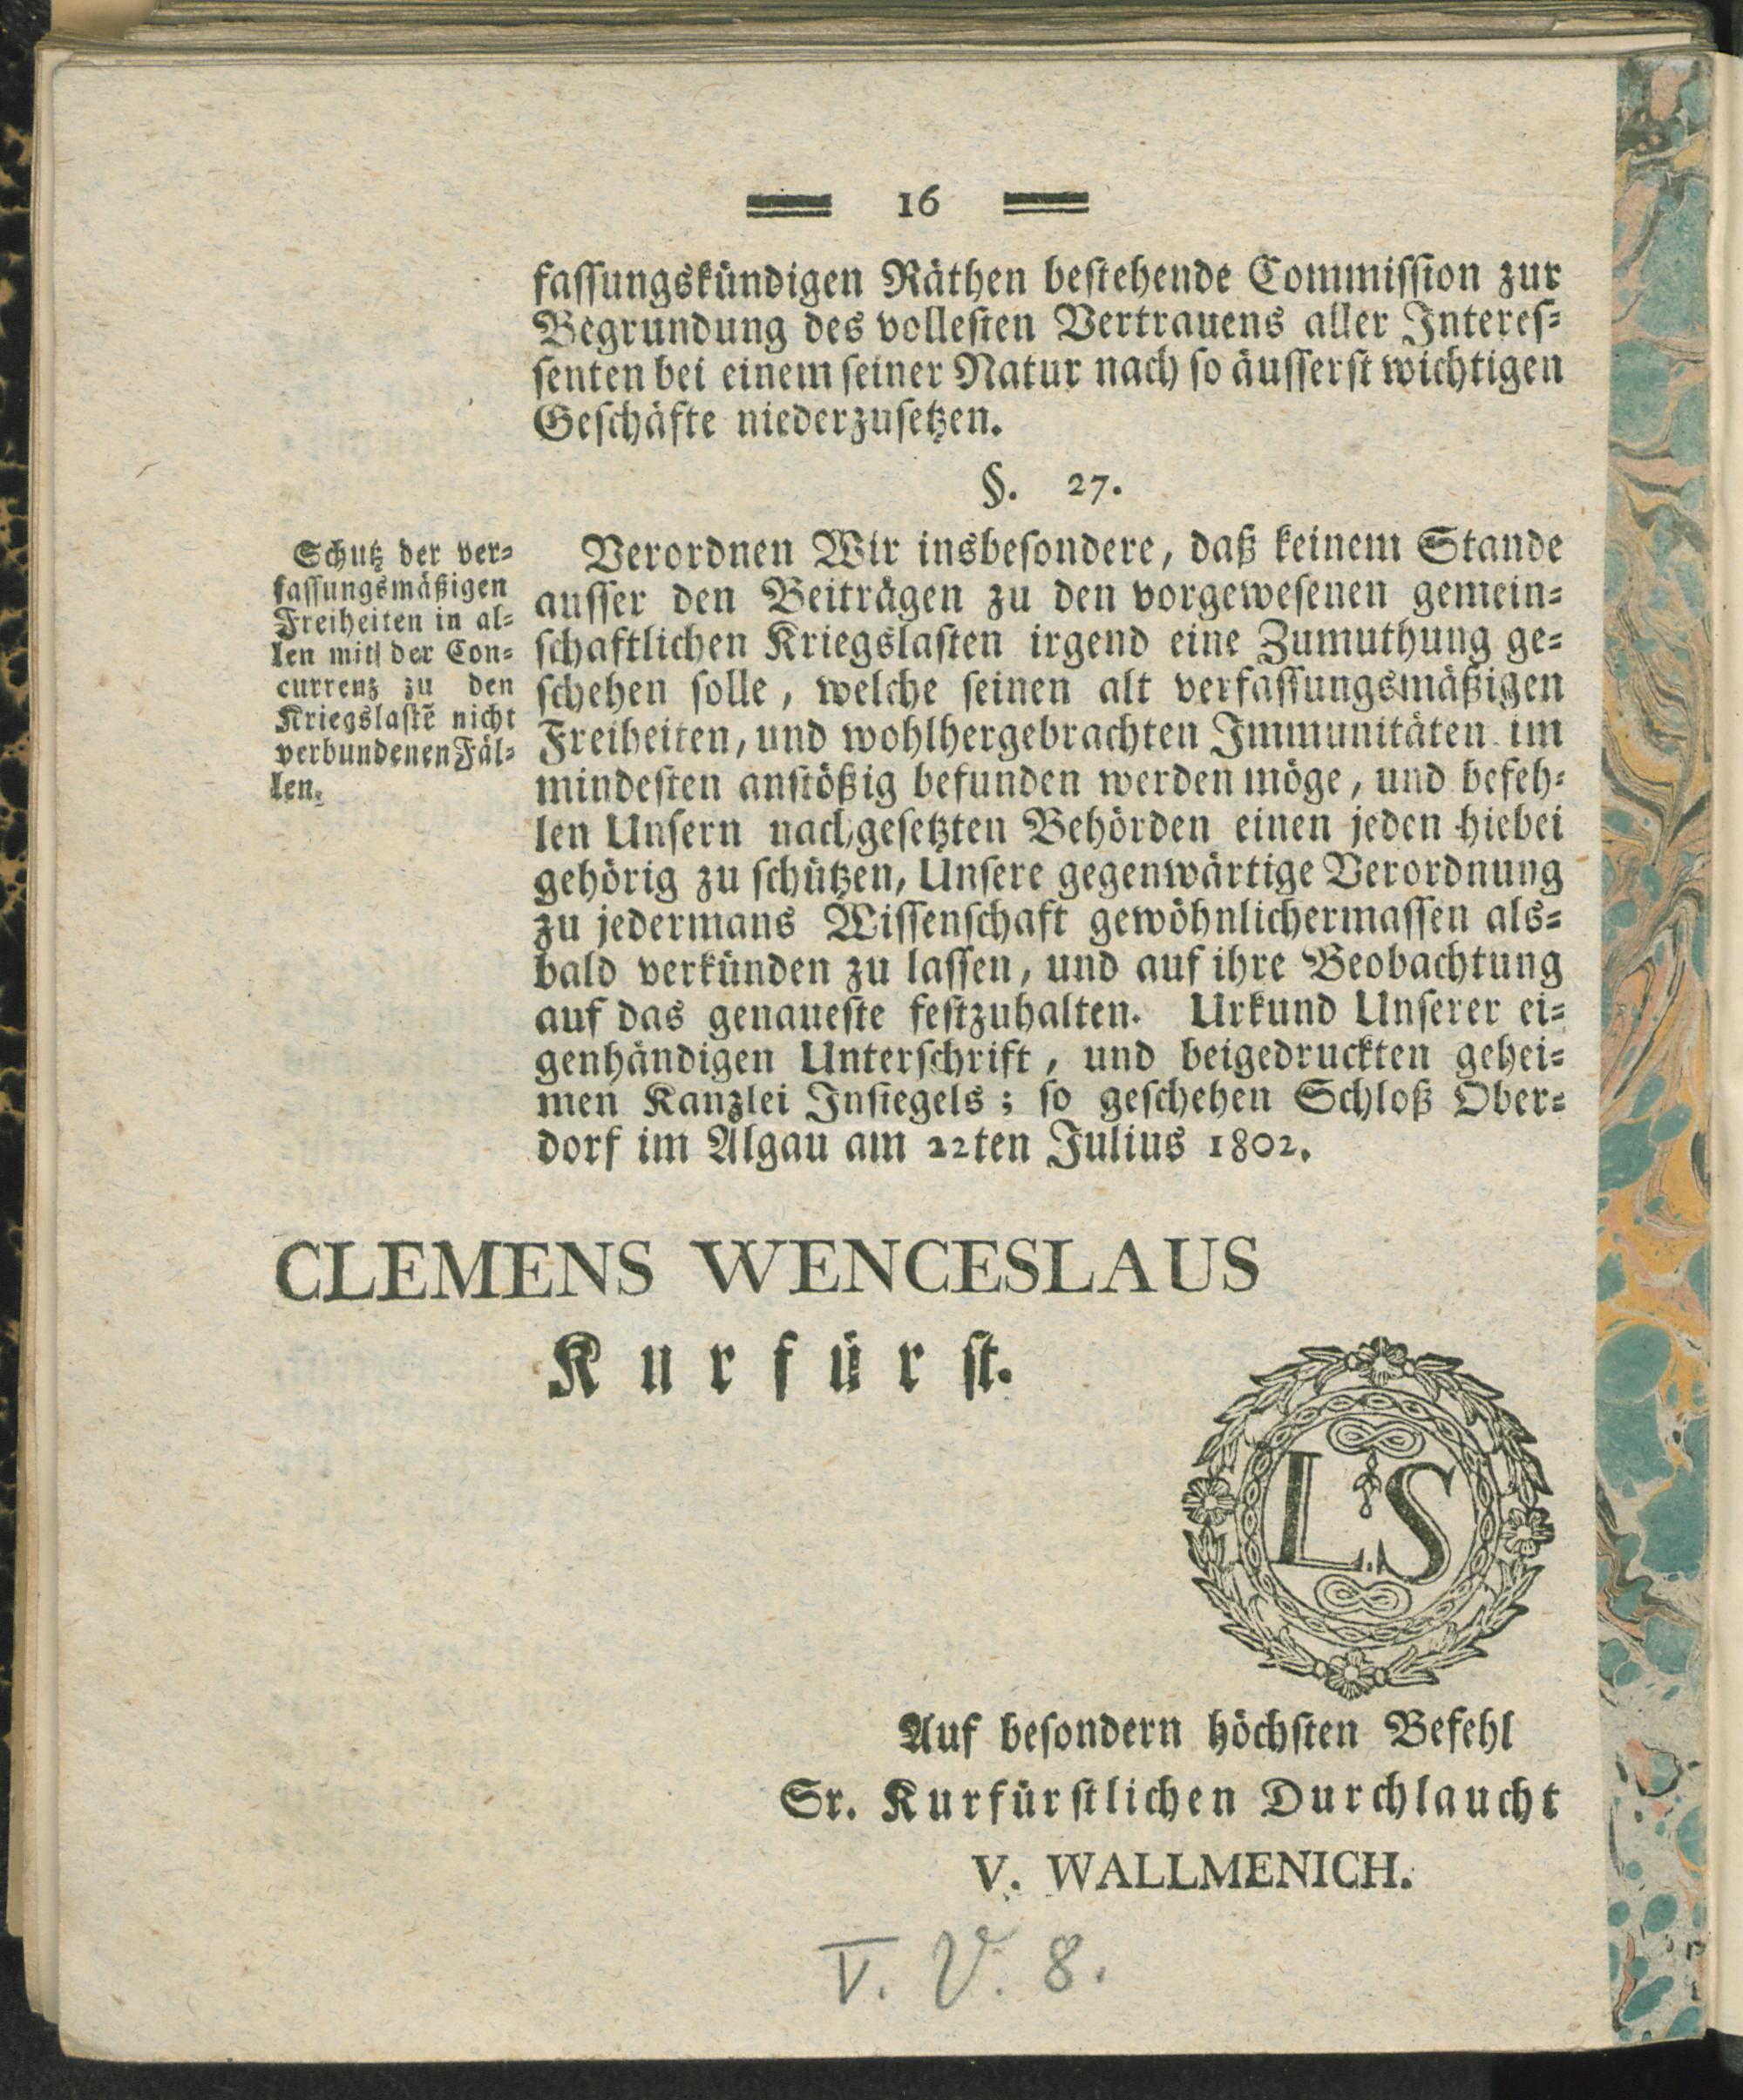 16
fassungskündigen Räthen bestehende Commission zur
Begründung des vollesten Vertrauens aller Interes=
senten bei einem seiner Natur nach so äusserst wichtigen
Geschäfte niederzusetzen.
§. 27.
Schutz der ver=
fassungsmäßigen
Freiheiten in al=
len mit der Con=
currenz zu den
Kriegslastē nicht
verbundenen Fäl=
len.
Verordnen Wir insbesondere, daß keinem Stande
ausser den Beiträgen zu den vorgewesenen gemein=
schaftlichen Kriegslasten irgend eine Zumuthung ge=
schehen solle, welche seinen alt verfassungsmäßigen
Freiheiten, und wohlhergebrachten Immunitäten im
mindesten anstößig befunden werden möge, und befeh=
len Unsern nachgesetzten Behörden einen jeden hiebei
gehörig zu schützen, Unsere gegenwärtige Verordnung
zu jedermans Wissenschaft gewöhnlichermassen als=
bald verkünden zu lassen, und auf ihre Beobachtung
auf das genaueste festzuhalten. Urkund Unserer ei=
genhändigen Unterschrift, und beigedruckten gehei=
men Kanzlei Insiegels; so geschehen Schloß Ober=
dorf im Algau am 22ten Julius 1802.
CLEMENS WENCESLAUS
Kurfürst.
L.S
Auf besondern höchsten Befehl
Sr. Kurfürstlichen Durchlaucht
V. WALLMENICH.
V. V. 8.